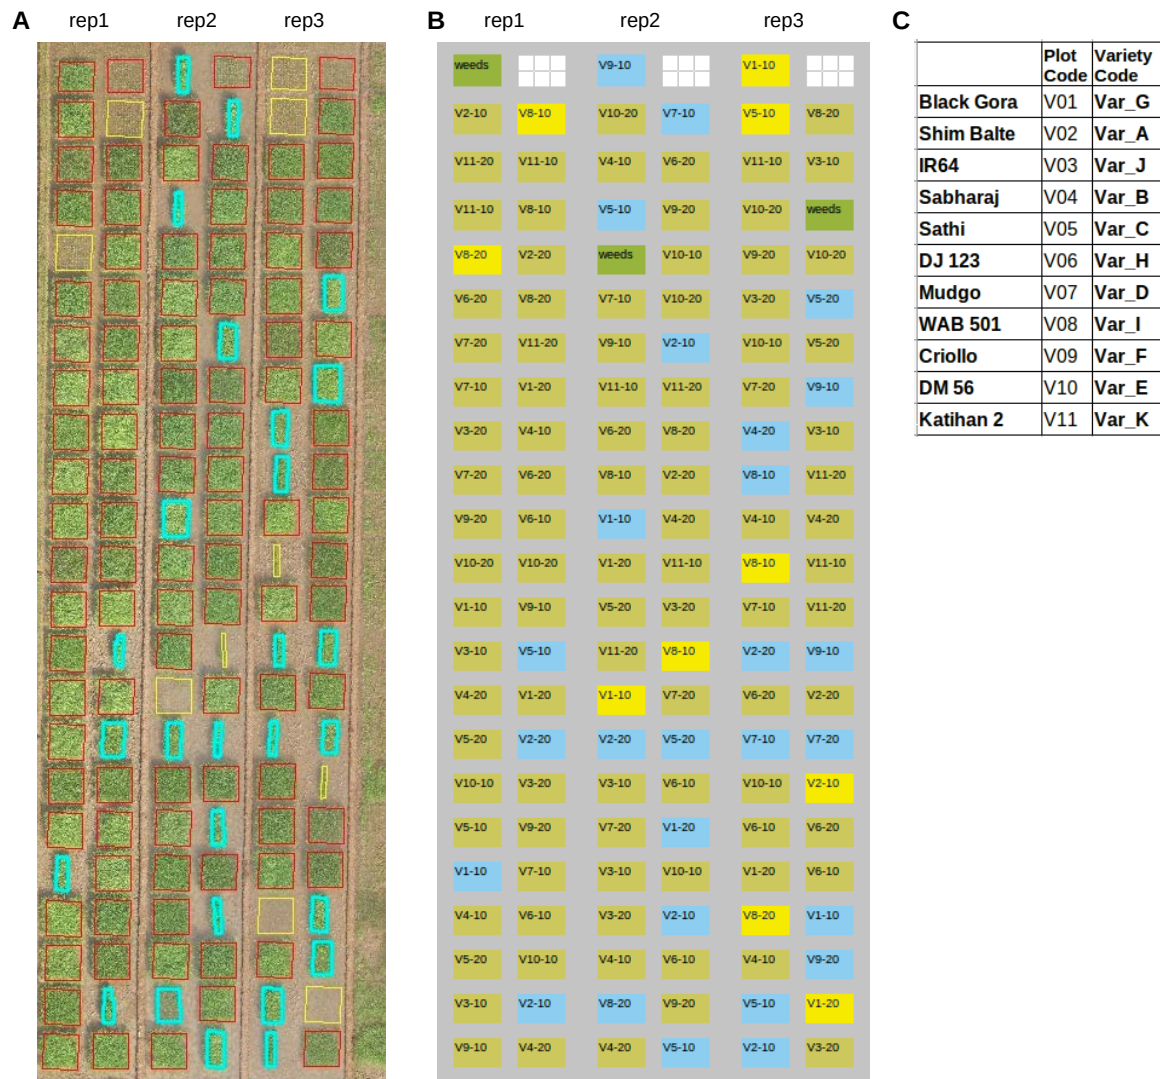 A rep1 rep2 rep3 B rep1 rep2 rep3 C
weeds V9-10 V1-10
V2-10 V8-10 V10-20 V7-10 V5-10 V8-20
V11-20 V11-10 V4-10 V6-20 V11-10 V3-10
V11-10 V8-10 V5-10 V9-20 V10-20 weeds
V8-20 V2-20 weeds V10-10 V9-20 V10-20
V6-20 V8-20 V7-10 V10-20 V3-20 V5-20
V7-20 V11-20 V9-10 V2-10 V10-10 V5-20
V7-10 V1-20 V11-10 V11-20 V7-20 V9-10
V3-20 V4-10 V6-20 V8-20 V4-20 V3-10
V7-20 V6-20 V8-10 V2-20 V8-10 V11-20
V9-20 V6-10 V1-10 V4-20 V4-10 V4-20
V10-20 V10-20 V1-20 V11-10 V8-10 V11-10
V1-10 V9-10 V5-20 V3-20 V7-10 V11-20
V3-10 V5-10 V11-20 V8-10 V2-20 V9-10
V4-20 V1-20 V1-10 V7-20 V6-20 V2-20
V5-20 V2-20 V2-20 V5-20 V7-10 V7-20
V10-10 V3-20 V3-10 V6-10 V10-10 V2-10
V5-10 V9-20 V7-20 V1-20 V6-10 V6-20
V1-10 V7-10 V3-10 V10-10 V1-20 V6-10
V4-10 V6-10 V3-20 V2-10 V8-20 V1-10
V5-20 V10-10 V4-10 V6-10 V4-10 V9-20
V3-10 V2-10 V8-20 V9-20 V5-10 V1-20
V9-10 V4-20 V4-20 V5-10 V2-10 V3-20
Plot Variety
Code Code
Black Gora V01 Var_G
Shim Balte V02 Var_A
IR64 V03 Var_J
Sabharaj V04 Var_B
Sathi V05 Var_C
DJ 123 V06 Var_H
Mudgo V07 Var_D
WAB 501 V08 Var_I
Criollo V09 Var_F
DM 56 V10 Var_E
Katihan 2 V11 Var_K